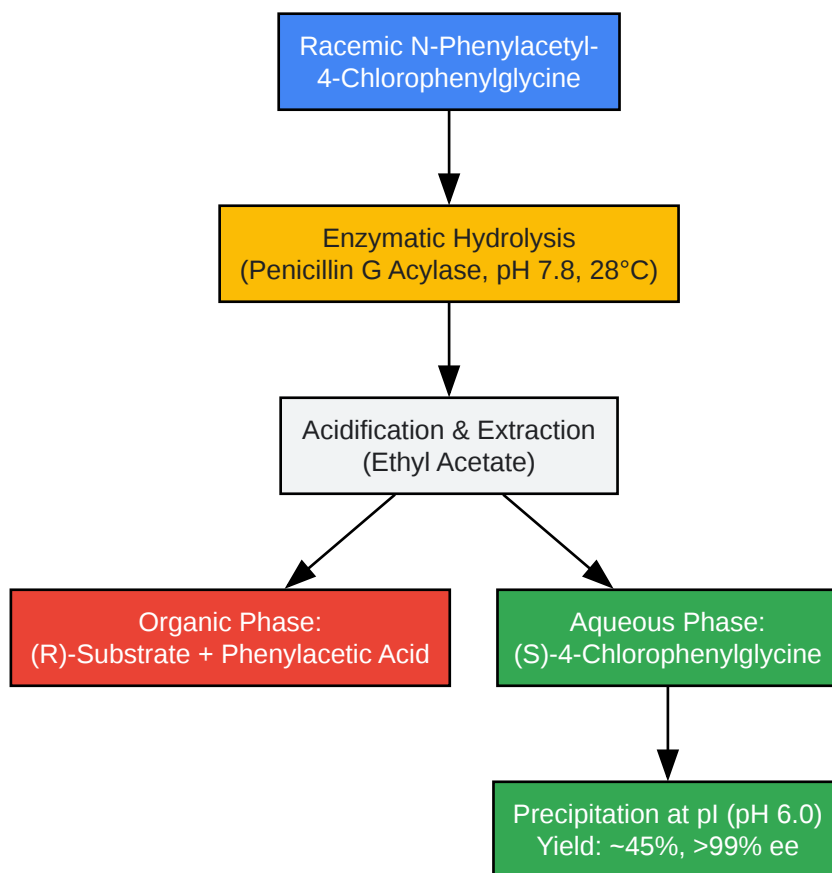 Racemic N-Phenylacetyl-
4-Chlorophenylglycine
Enzymatic Hydrolysis
(Penicillin G Acylase, pH 7.8, 28°C)
Acidification & Extraction
(Ethyl Acetate)
Organic Phase:
(R)-Substrate + Phenylacetic Acid
Aqueous Phase:
(S)-4-Chlorophenylglycine
Precipitation at pI (pH 6.0)
Yield: ~45%, >99% ee